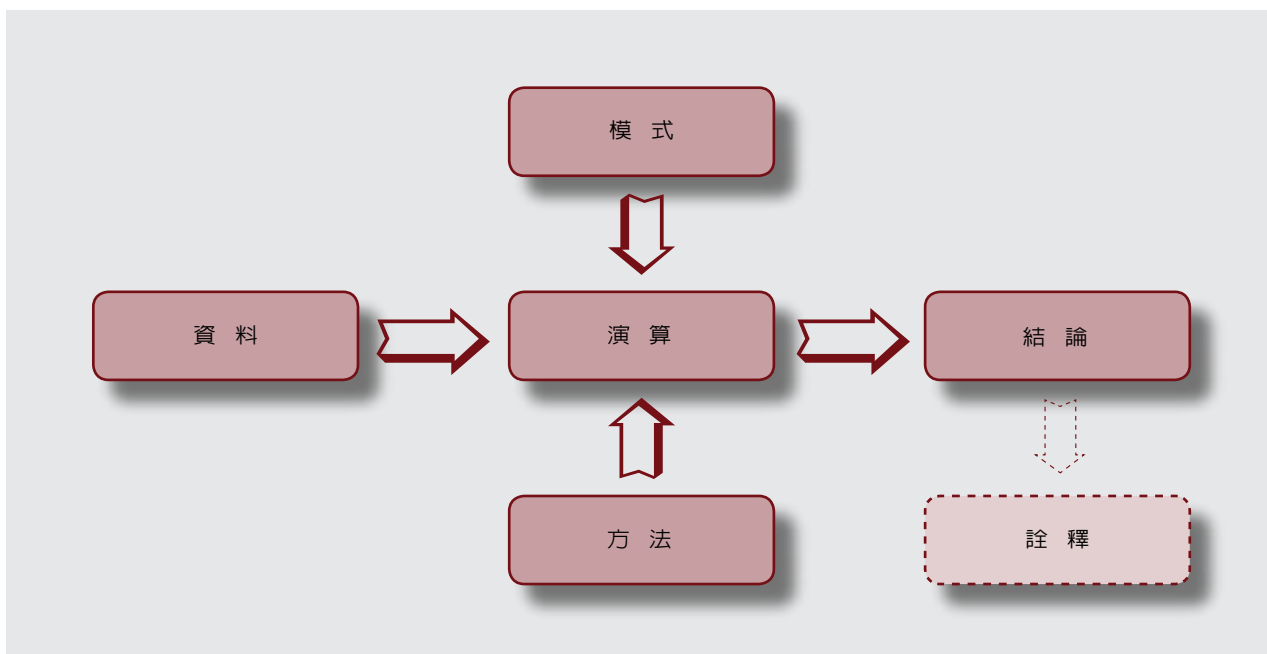 模 式
資 料
演 算
結 論
方 法
詮 釋